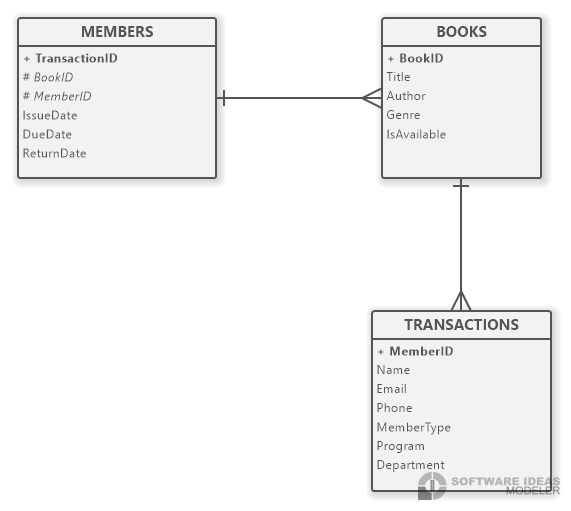 MEMBERS
+ TransactionID
# BookID
# MemberID
IssueDate
DueDate
ReturnDate
BOOKS
+ BookID
Title
Author
Genre
IsAvailable
TRANSACTIONS
+ MemberID
Name
Email
Phone
MemberType
Program
Department
SOFTWARE IDEAS
MODELER